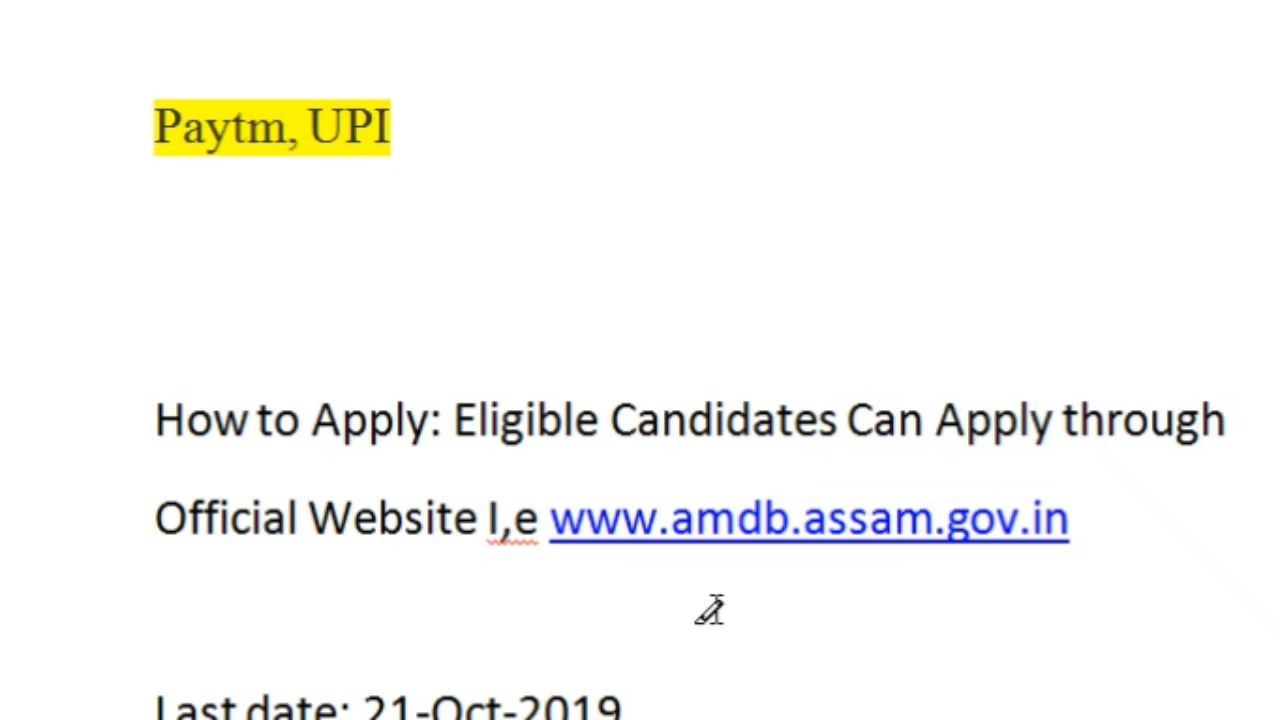 Paytm, UPI
How to Apply: Eligible Candidates Can Apply through
Official Website I,e www.amdb.assam.gov.in
Last date: 21-Oct-2019